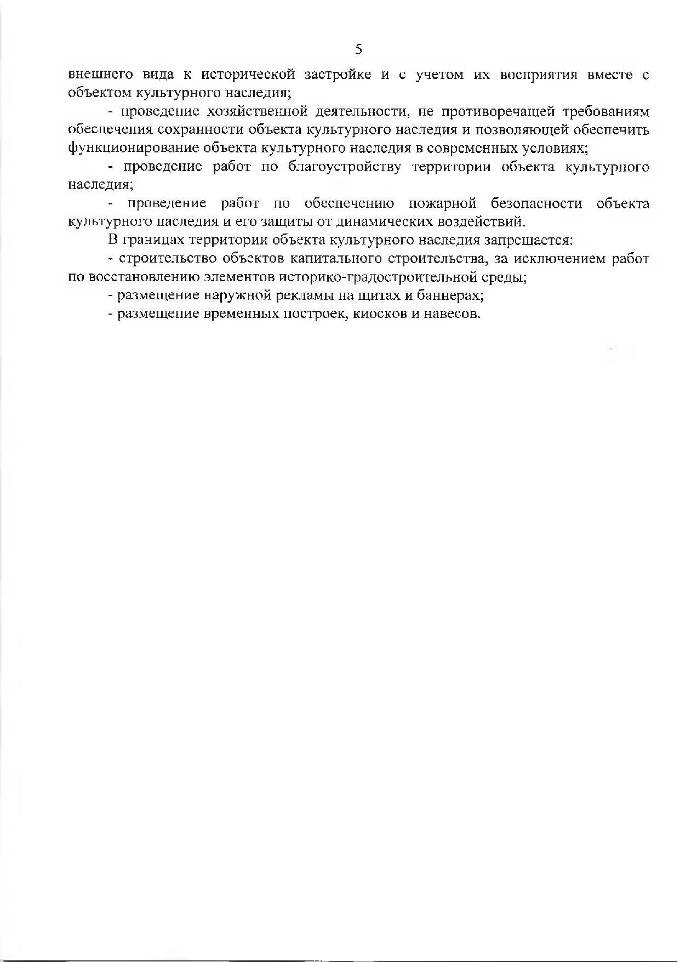 5
внешнего вида к исторической застройке и с учетом их восприятия вместе с
объектом культурного наследия;
- проведение хозяйственной деятельности, не противоречащей требованиям
обеспечения сохранности объекта культурного наследия и позволяющей обеспечить
функционирование объекта культурного наследия в современных условиях;
- проведение работ по благоустройству территории объекта культурного
наследия;
- проведение работ по обеспечению пожарной безопасности объекта
культурного наследия и его защиты от динамических воздействий.
В границах территории объекта культурного наследия запрещается:
- строительство объектов капитального строительства, за исключением работ
по восстановлению элементов историко-градостроительной среды;
- размещение наружной рекламы на щитах и баннерах;
- размещение временных построек, киосков и навесов.